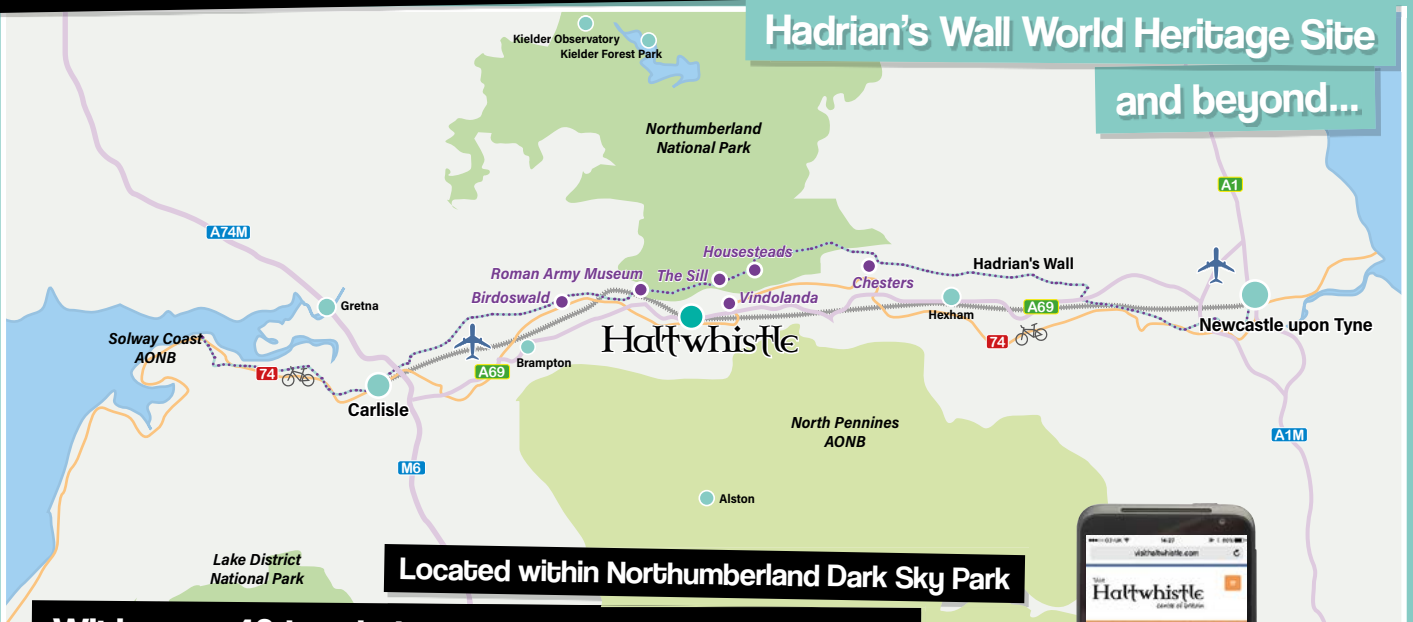 Hadrian's Wall World Heritage Site
and beyond...
Kielder Observatory
Kielder Forest Park
Northumberland
National Park
A1
A74M
Housesteads
Roman Army Museum
The Sill
Hadrian's Wall
Chesters
Birdoswald
Vindolanda
Gretna
Hexham
A69
Haltwhistle
Newcastle upon Tyne
Solway Coast
AONB
74
Brampton
74
A69
Carlisle
North Pennines
AONB
A1M
M6
Alston
visithaltwhistle.com
Lake District
National Park
Located within Northumberland Dark Sky Park
Haltwhistle
centre of britain